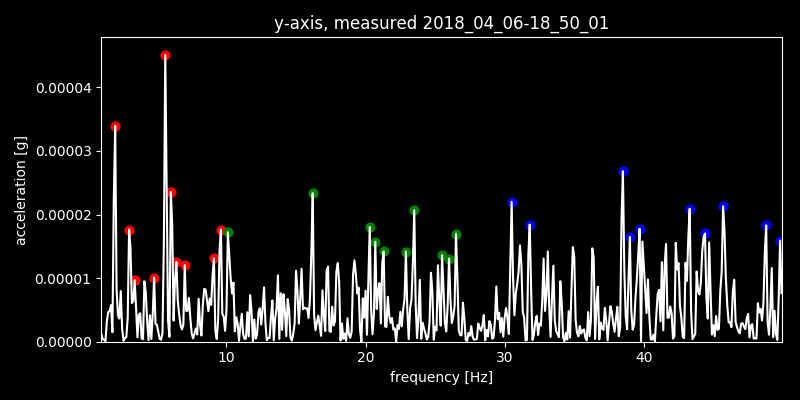 y-axis, measured 2018_04_06-18_50_01
0.00004
0.00003
0.00002
0.00001
0.00000
acceleration [g]
10 20 30 40
frequency [Hz]